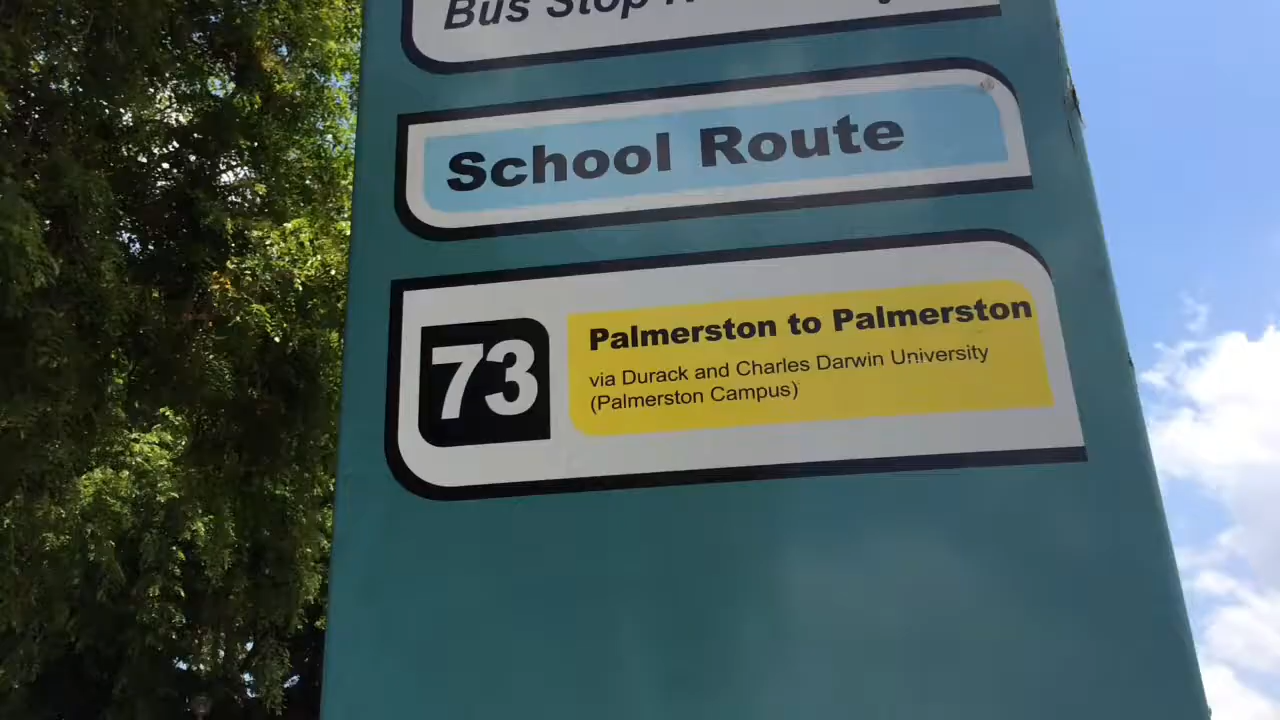 Bus Stop
School Route
73
Palmerston to Palmerston
via Durack and Charles Darwin University
(Palmerston Campus)